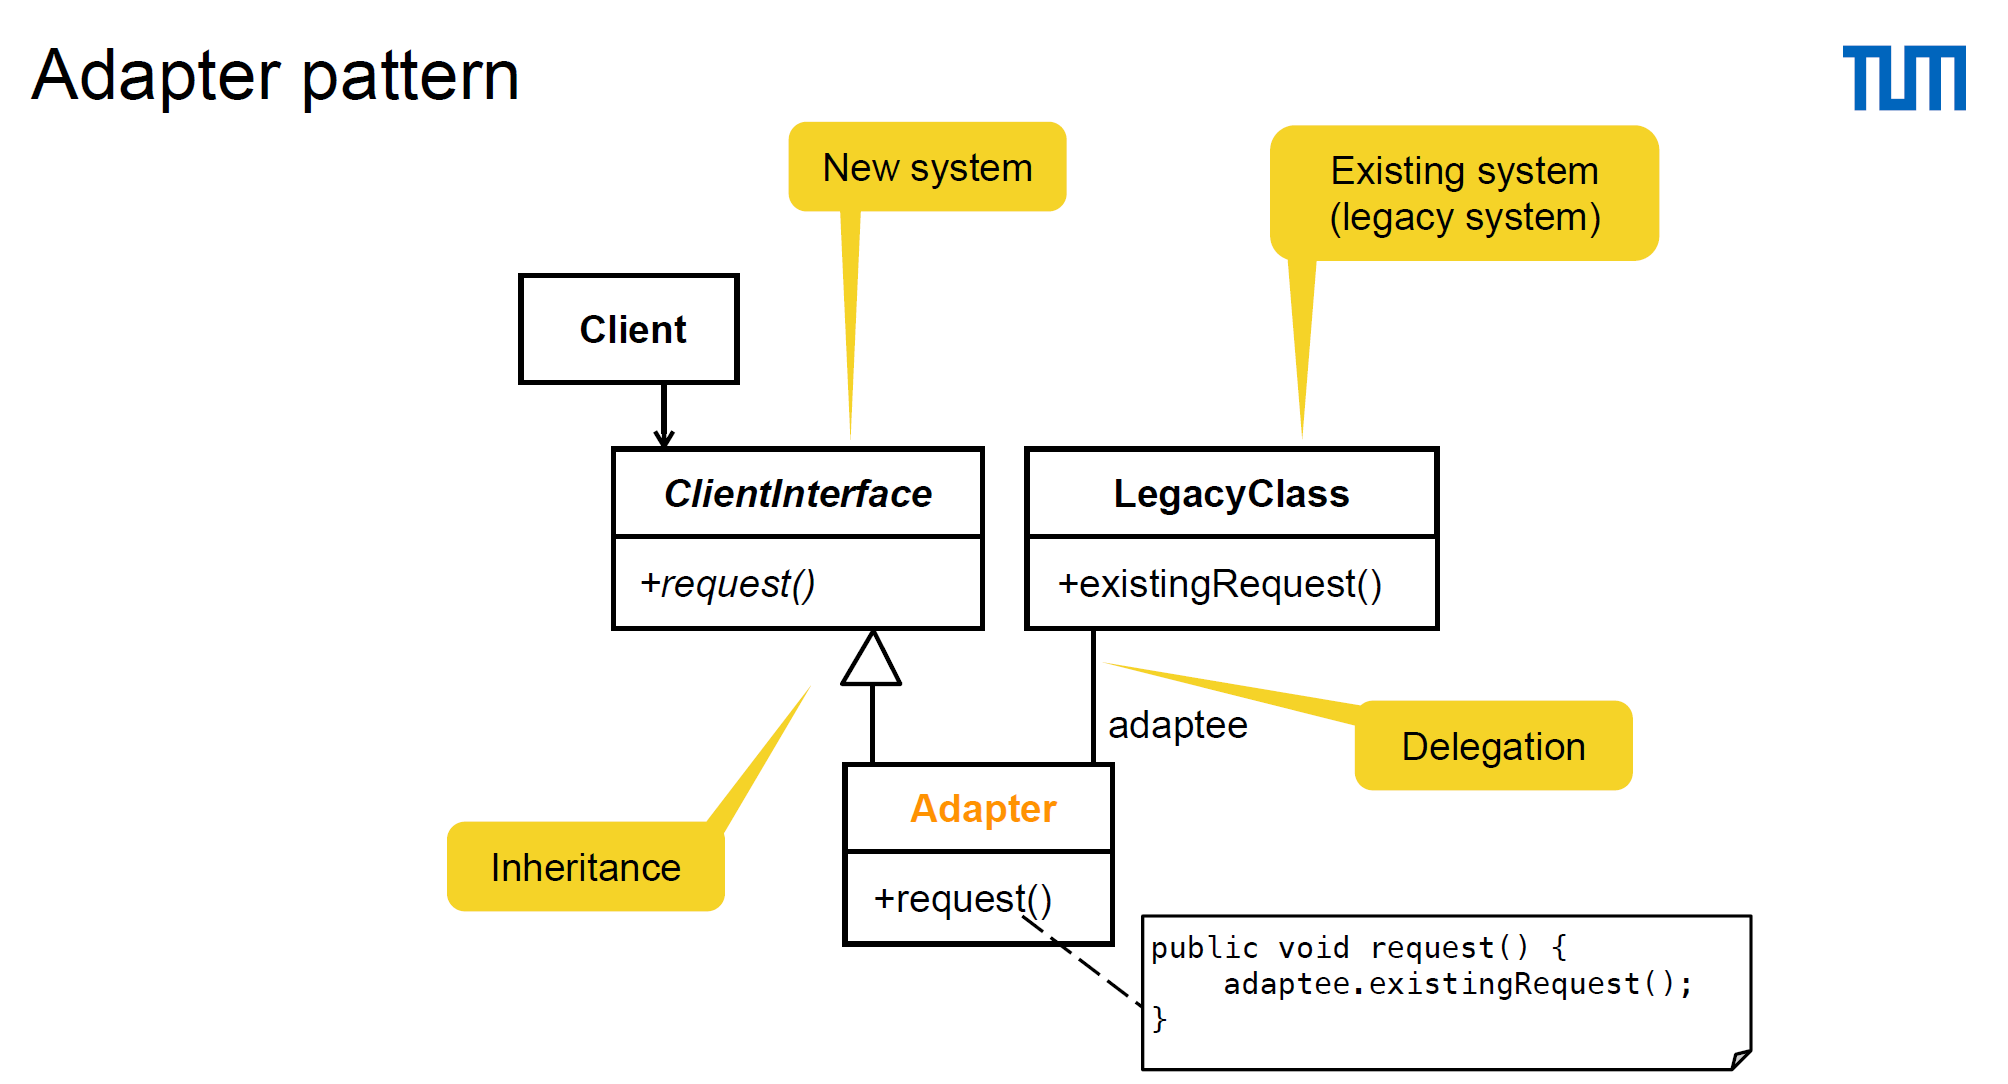 Adapter pattern
TUM
New system
Existing system
(legacy system)
Client
ClientInterface
+request()
LegacyClass
+existingRequest()
adaptee
Delegation
Inheritance
Adapter
+request()
public void request() {
    adaptee.existingRequest();
}